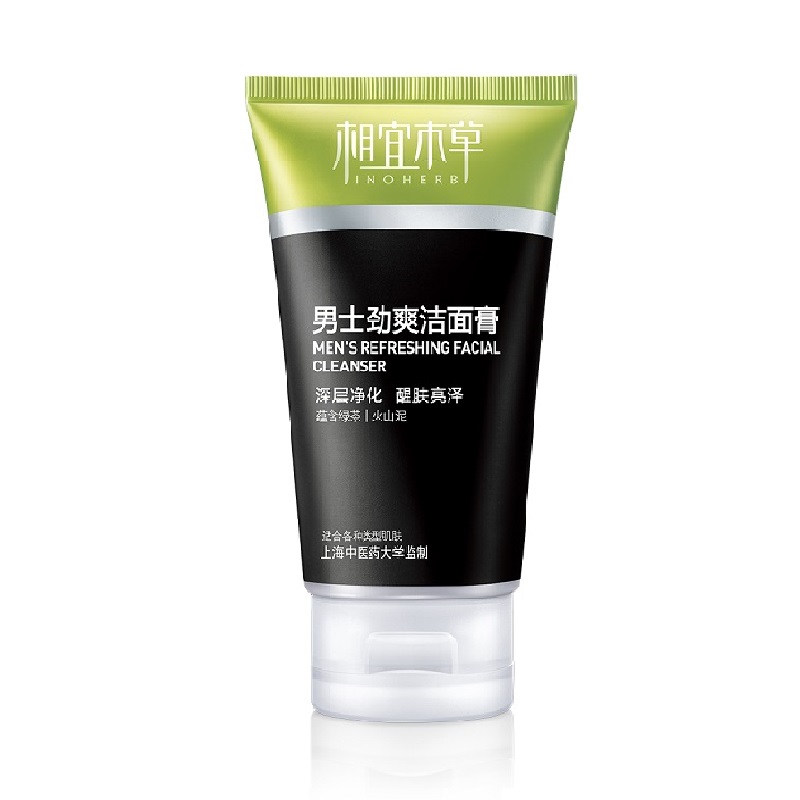 相宜本草
INOHERB
男士劲爽洁面膏
MEN'S REFRESHING FACIAL
CLEANSER
深层净化 醒肤亮泽
蕴含绿茶 | 火山泥
适合各种类型肌肤
上海中医药大学监制